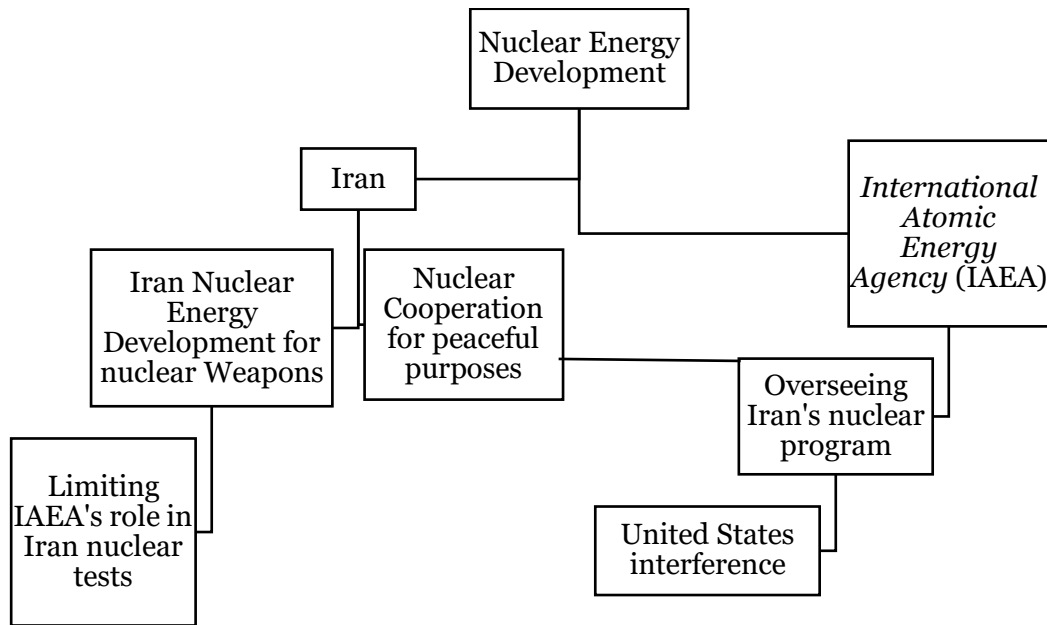 Nuclear Energy
Development
Iran
International
Atomic
Energy
Agency (IAEA)
Iran Nuclear
Energy
Development for
nuclear Weapons
Nuclear
Cooperation
for peaceful
purposes
Overseeing
Iran's nuclear
program
Limiting
IAEA's role in
Iran nuclear
tests
United States
interference